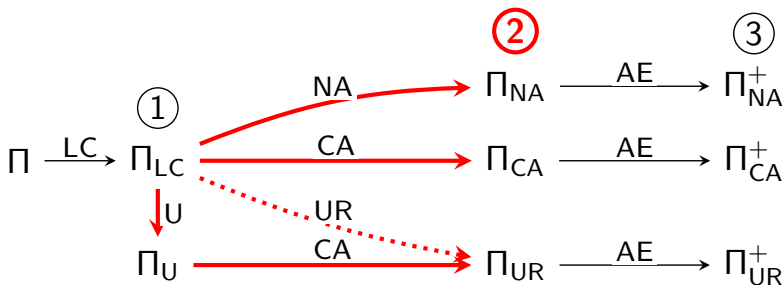 ① ② ③
NA Π_NA AE Π⁺_NA
Π LC Π_LC CA Π_CA AE Π⁺_CA
U UR
Π_U CA Π_UR AE Π⁺_UR